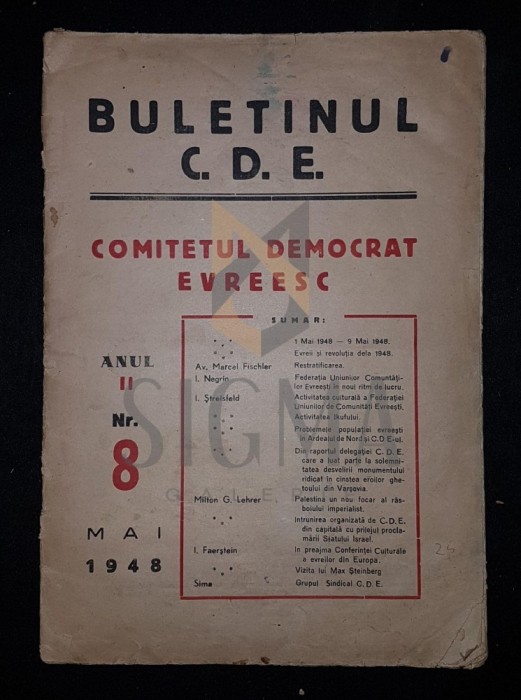 BULETINUL
C. D. E.
COMITETUL DEMOCRAT
EVREESC
ANUL
II
Nr.
8
MAI
1948
SUMAR:
1 Mai 1948 — 9 Mai 1948.
Evreii și revoluția dela 1948.
Av. Marcel Fischler Restratificarea.
I. Negrin Federația Uniunilor Comunităților
Evreești în noul ritm de lucru.
I. Streisfeld Activitatea culturală a Federației
Uniunilor de Comunități Evreești.
Activitatea Ikufului.
Problemele populației evreești
în Ardealul de Nord și C.D.E-ul.
Din raportul delegației C. D. E.
care a luat parte la solemnitatea
desvelirii monumentului
ridicat în cinstea eroilor ghetoului
din Varșovia.
Milton G. Lehrer Palestina un nou focar al răsboiului
imperialist.
Intrunirea organizată de C.D.E.
din capitală cu prilejul proclamării
Statului Israel.
I. Faerstein In preajma Conferinței Culturale
a evreilor din Europa.
Vizita lui Max Steinberg
Sima Grupul Sindical C.D.E.
25
SIGMA